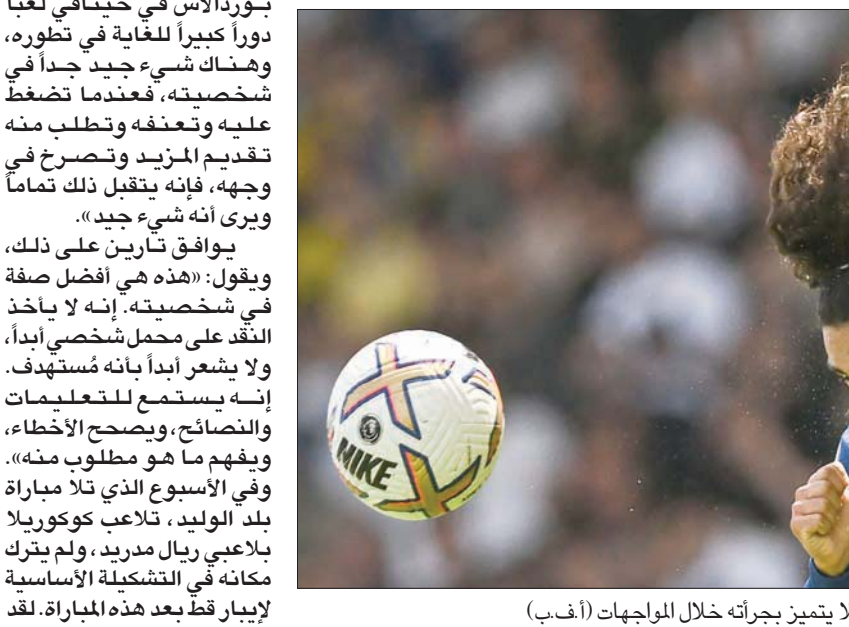 بوردالاس في خيتافي لعبا
دوراً كبيراً للغاية في تطوره،
وهناك شيء جيد جداً في
شخصيته، فعندما تضغط
عليه وتعنفه وتطلب منه
تقديم المزيد وتصرخ في
وجهه، فإنه يتقبل ذلك تماماً
ويرى أنه شيء جيد».
يوافق تارين على ذلك،
ويقول: «هذه هي أفضل صفة
في شخصيته. إنه لا يأخذ
النقد على محمل شخصي أبداً،
ولا يشعر أبداً بأنه مُستهدف.
إنه يستمع للتعليمات
والنصائح، ويصحح الأخطاء،
ويفهم ما هو مطلوب منه».
وفي الأسبوع الذي تلا مباراة
بلد الوليد، تلاعب كوكوريلا
بلاعبي ريال مدريد، ولم يترك
مكانه في التشكيلة الأساسية
لإيبار قط بعد هذه المباراة. لقد
NIKE
لا يتميز بجرأته خلال المواجهات (أ.ف.ب)